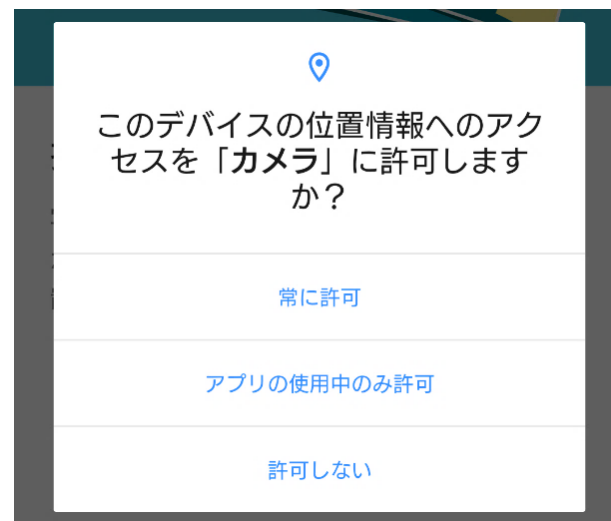 このデバイスの位置情報へのアク
セスを「カメラ」に許可します
か？
常に許可
アプリの使用中のみ許可
許可しない